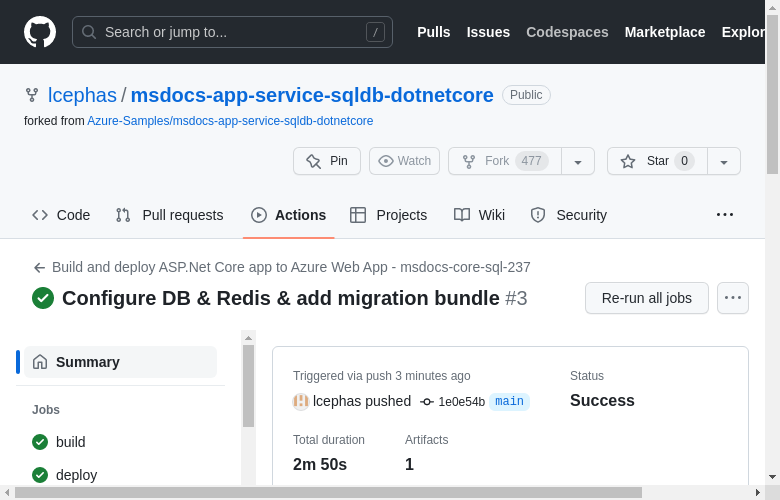 Search or jump to... /
Pulls Issues Codespaces Marketplace Explor
lcephas / msdocs-app-service-sqldb-dotnetcore Public
forked from Azure-Samples/msdocs-app-service-sqldb-dotnetcore
Pin Watch Fork 477 Star 0
Code Pull requests Actions Projects Wiki Security
Build and deploy ASP.Net Core app to Azure Web App - msdocs-core-sql-237
Configure DB & Redis & add migration bundle #3
Re-run all jobs
Summary
Jobs
build
deploy
Triggered via push 3 minutes ago
lcephas pushed 1e0e54b main
Status
Success
Total duration
2m 50s
Artifacts
1